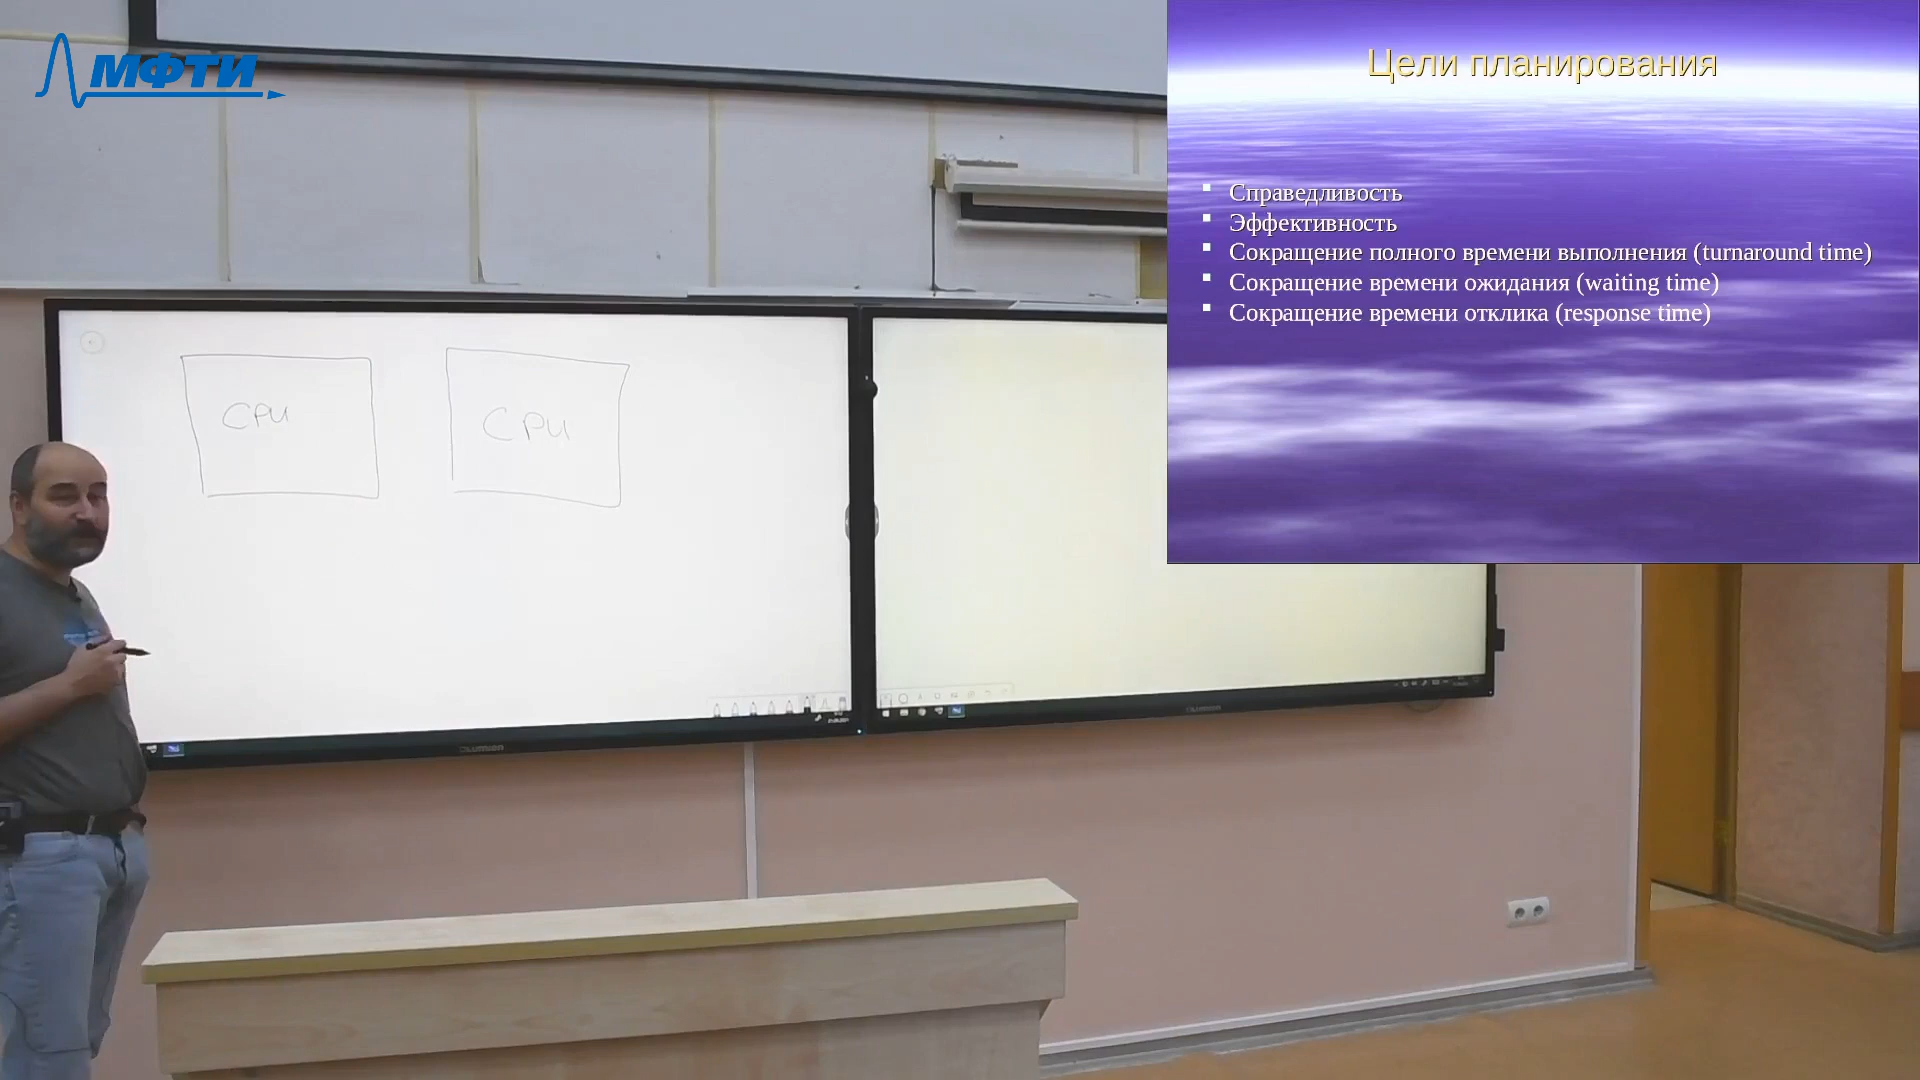 МФТИ
Цели планирования
Справедливость
Эффективность
Сокращение полного времени выполнения (turnaround time)
Сокращение времени ожидания (waiting time)
Сокращение времени отклика (response time)
CPU
CPU